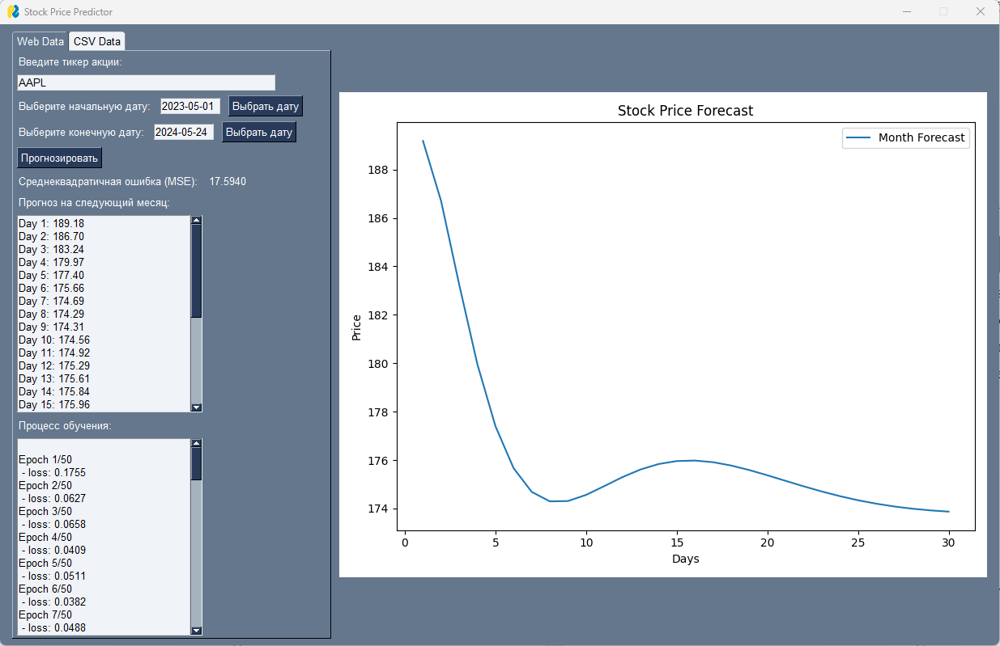 Stock Price Predictor
Web Data CSV Data
Введите тикер акции:
AAPL
Выберите начальную дату: 2023-05-01 Выбрать дату
Выберите конечную дату: 2024-05-24 Выбрать дату
Прогнозировать
Среднеквадратичная ошибка (MSE): 17.5940
Прогноз на следующий месяц:
Day 1: 189.18
Day 2: 186.70
Day 3: 183.24
Day 4: 179.97
Day 5: 177.40
Day 6: 175.66
Day 7: 174.69
Day 8: 174.29
Day 9: 174.31
Day 10: 174.56
Day 11: 174.92
Day 12: 175.29
Day 13: 175.61
Day 14: 175.84
Day 15: 175.96
Процесс обучения:
Epoch 1/50
- loss: 0.1755
Epoch 2/50
- loss: 0.0627
Epoch 3/50
- loss: 0.0658
Epoch 4/50
- loss: 0.0409
Epoch 5/50
- loss: 0.0511
Epoch 6/50
- loss: 0.0382
Epoch 7/50
- loss: 0.0488
Stock Price Forecast
Month Forecast
188
186
184
182
180
178
176
174
Price
0 5 10 15 20 25 30
Days